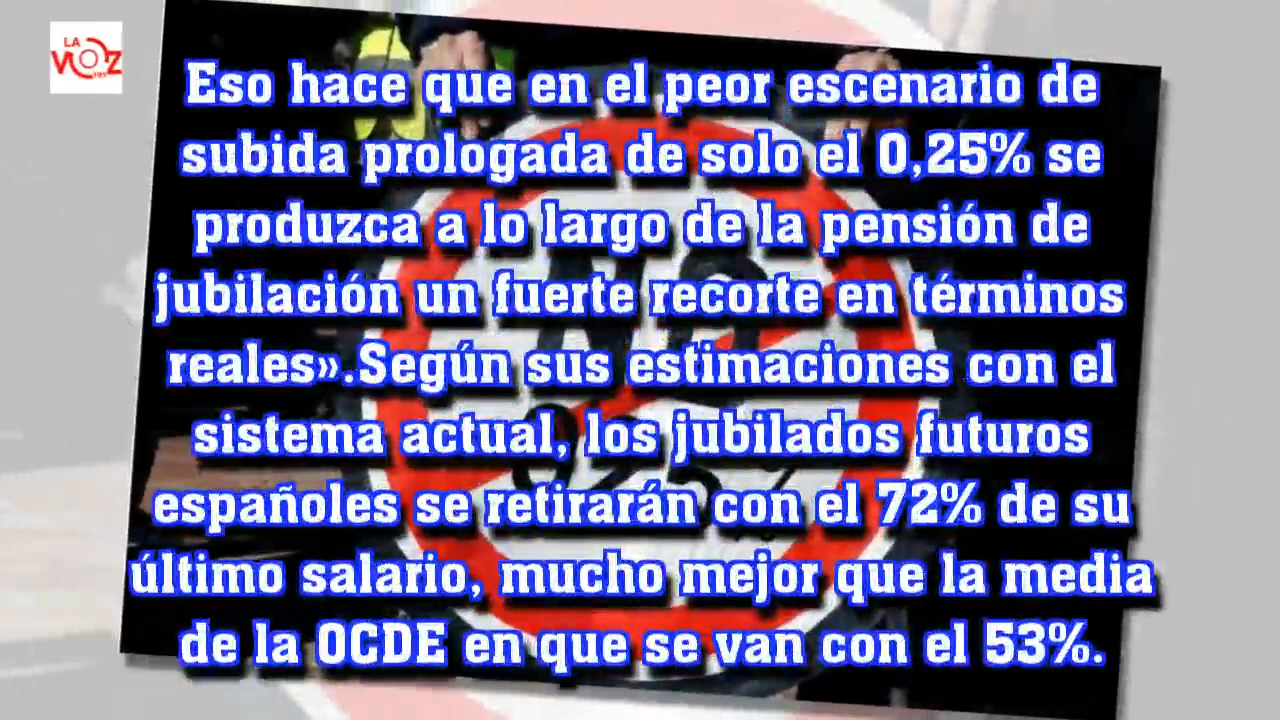 LA
VOZ
Eso hace que en el peor escenario de
subida prologada de solo el 0,25% se
produzca a lo largo de la pensión de
jubilación un fuerte recorte en términos
reales».Según sus estimaciones con el
sistema actual, los jubilados futuros
españoles se retirarán con el 72% de su
último salario, mucho mejor que la media
de la OCDE en que se van con el 53%.
NO
0,25%